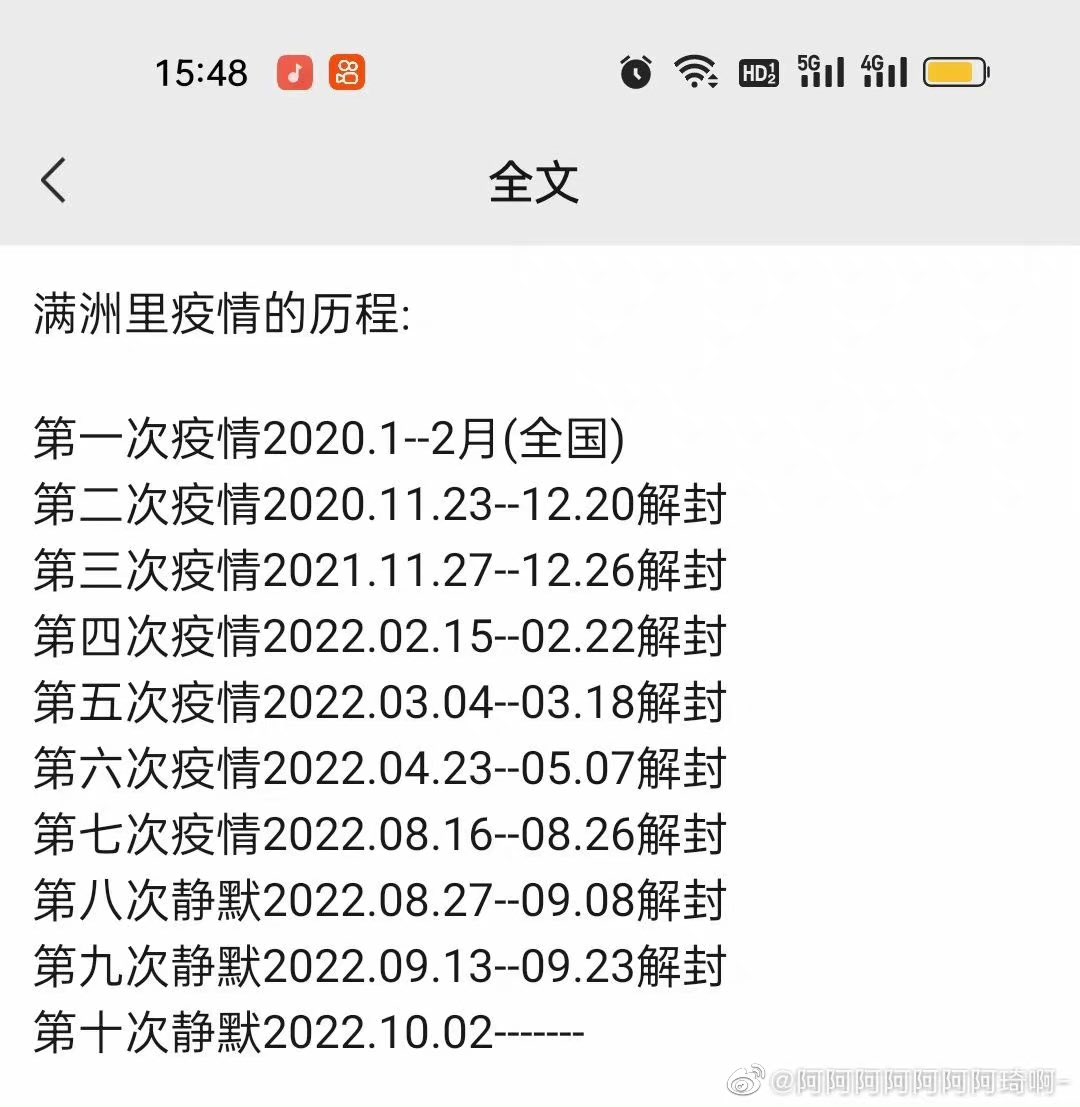 15:48
HD 1 2 5G 4G
全文
满洲里疫情的历程:
第一次疫情2020.1--2月(全国)
第二次疫情2020.11.23--12.20解封
第三次疫情2021.11.27--12.26解封
第四次疫情2022.02.15--02.22解封
第五次疫情2022.03.04--03.18解封
第六次疫情2022.04.23--05.07解封
第七次疫情2022.08.16--08.26解封
第八次静默2022.08.27--09.08解封
第九次静默2022.09.13--09.23解封
第十次静默2022.10.02-------
@阿阿阿阿阿阿阿琦啊-